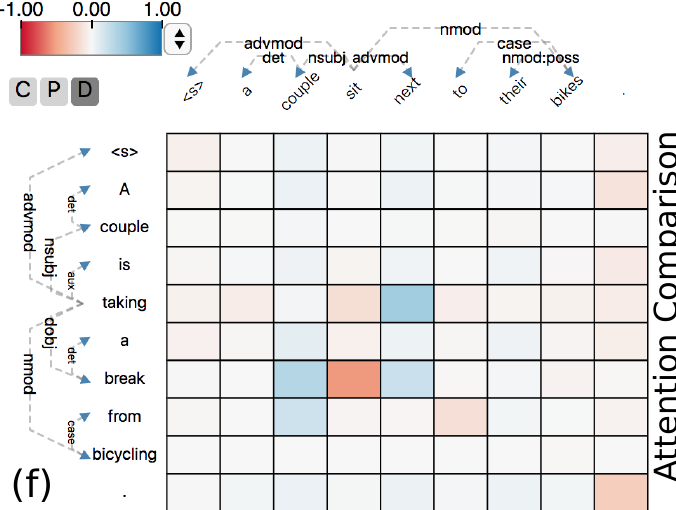 -1.00 0.00 1.00
C P D
advmod nmod
det nsubj advmod case nmod:poss
<s> a couple sit next to their bikes .
<s>
A
couple
is
taking
a
break
from
bicycling
.
advmod
det
nsubj
aux
dobj
det
nmod
case
Attention Comparison
(f)